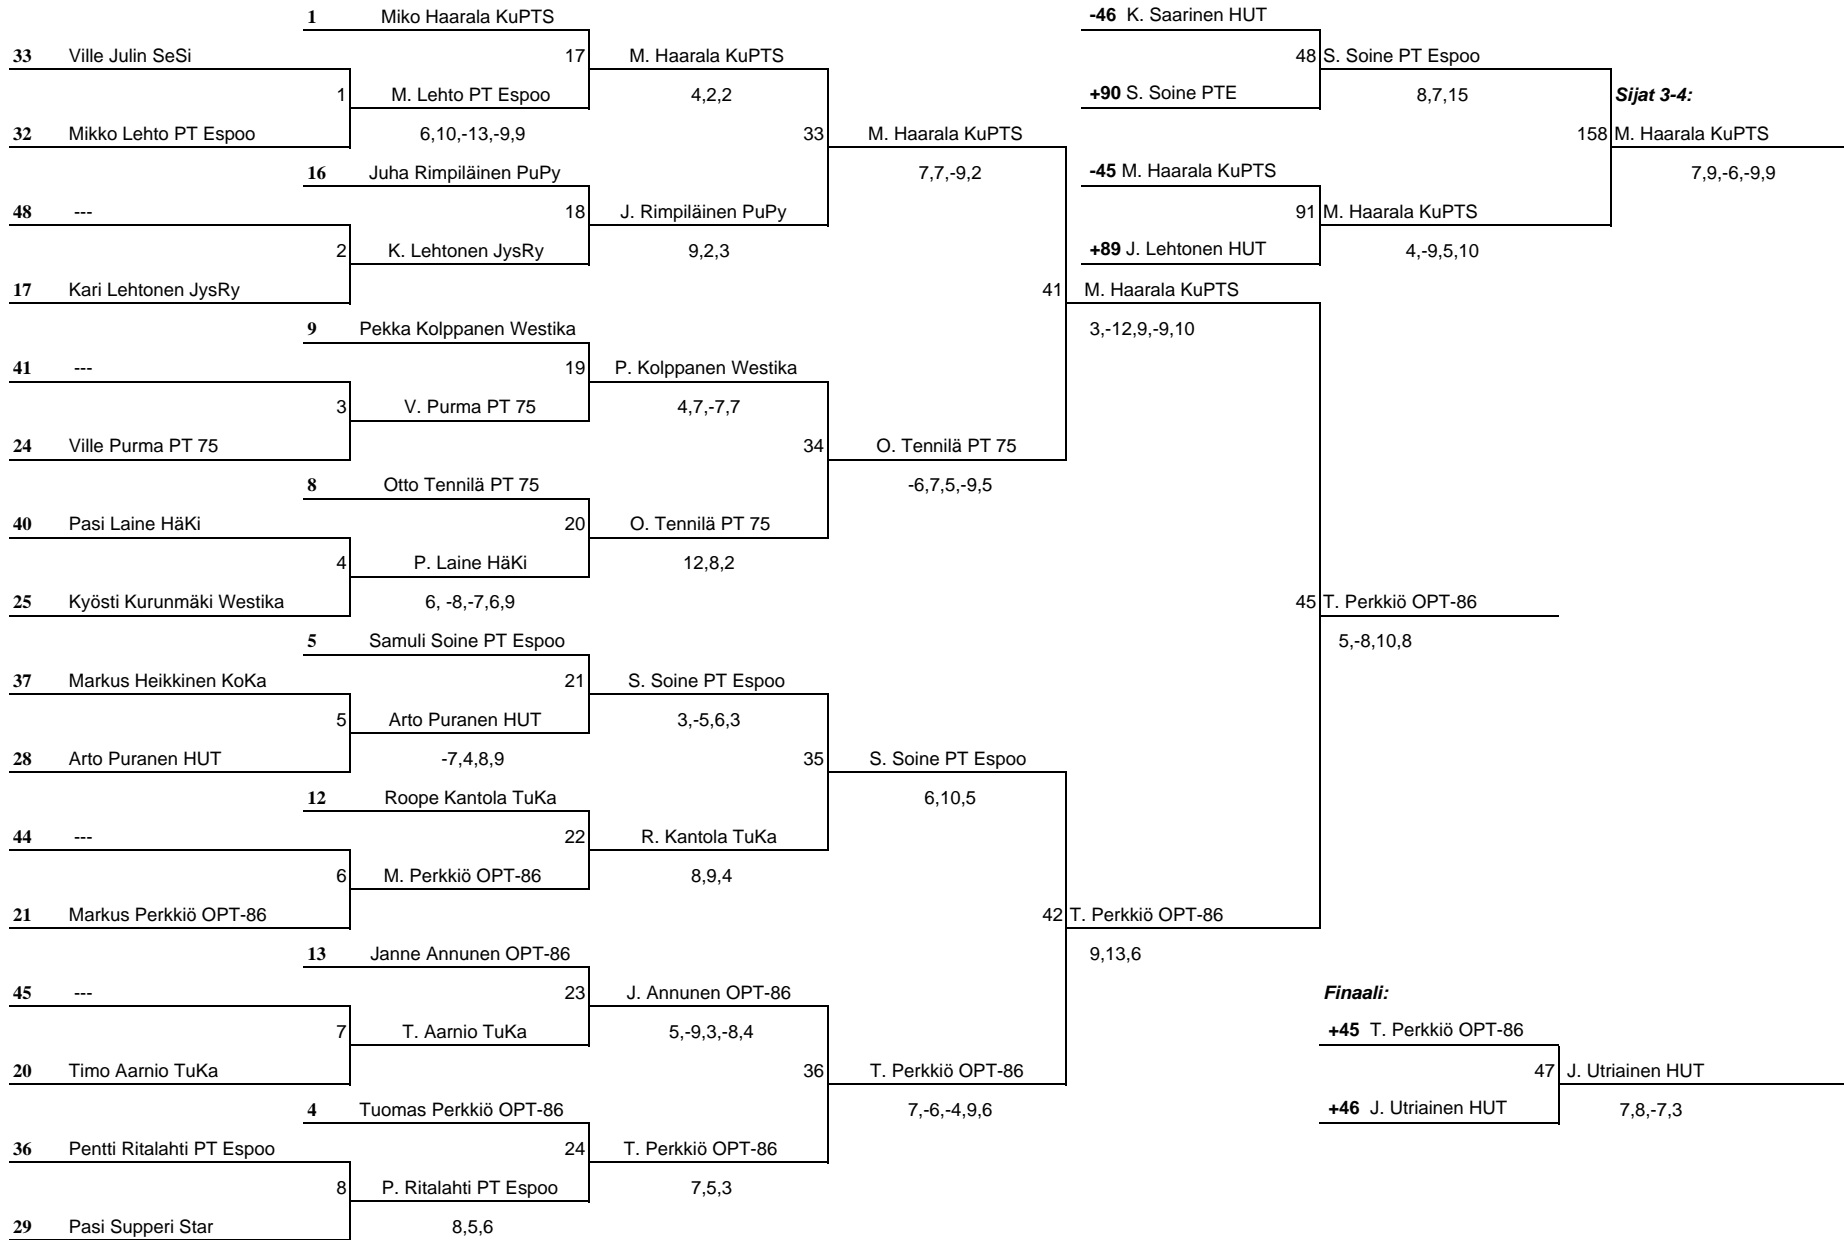 1 Miko Haarala KuPTS -46 K. Saarinen HUT
33 Ville Julin SeSi 17 M. Haarala KuPTS 48 S. Soine PT Espoo
1 M. Lehto PT Espoo 4,2,2 +90 S. Soine PTE 8,7,15 Sijat 3-4:
32 Mikko Lehto PT Espoo 6,10,-13,-9,9 33 M. Haarala KuPTS 158 M. Haarala KuPTS
16 Juha Rimpiläinen PuPy 7,7,-9,2 -45 M. Haarala KuPTS 7,9,-6,-9,9
48 --- 18 J. Rimpiläinen PuPy 91 M. Haarala KuPTS
2 K. Lehtonen JysRy 9,2,3 +89 J. Lehtonen HUT 4,-9,5,10
17 Kari Lehtonen JysRy 41 M. Haarala KuPTS
9 Pekka Kolppanen Westika 3,-12,9,-9,10
41 --- 19 P. Kolppanen Westika
3 V. Purma PT 75 4,7,-7,7
24 Ville Purma PT 75 34 O. Tennilä PT 75
8 Otto Tennilä PT 75 -6,7,5,-9,5
40 Pasi Laine HäKi 20 O. Tennilä PT 75
4 P. Laine HäKi 12,8,2
25 Kyösti Kurunmäki Westika 6, -8,-7,6,9 45 T. Perkkiö OPT-86
5 Samuli Soine PT Espoo 5,-8,10,8
37 Markus Heikkinen KoKa 21 S. Soine PT Espoo
5 Arto Puranen HUT 3,-5,6,3
28 Arto Puranen HUT -7,4,8,9 35 S. Soine PT Espoo
12 Roope Kantola TuKa 6,10,5
44 --- 22 R. Kantola TuKa
6 M. Perkkiö OPT-86 8,9,4
21 Markus Perkkiö OPT-86 42 T. Perkkiö OPT-86
13 Janne Annunen OPT-86 9,13,6
45 --- 23 J. Annunen OPT-86 Finaali:
7 T. Aarnio TuKa 5,-9,3,-8,4 +45 T. Perkkiö OPT-86
20 Timo Aarnio TuKa 36 T. Perkkiö OPT-86 47 J. Utriainen HUT
4 Tuomas Perkkiö OPT-86 7,-6,-4,9,6 +46 J. Utriainen HUT 7,8,-7,3
36 Pentti Ritalahti PT Espoo 24 T. Perkkiö OPT-86
8 P. Ritalahti PT Espoo 7,5,3
29 Pasi Supperi Star 8,5,6